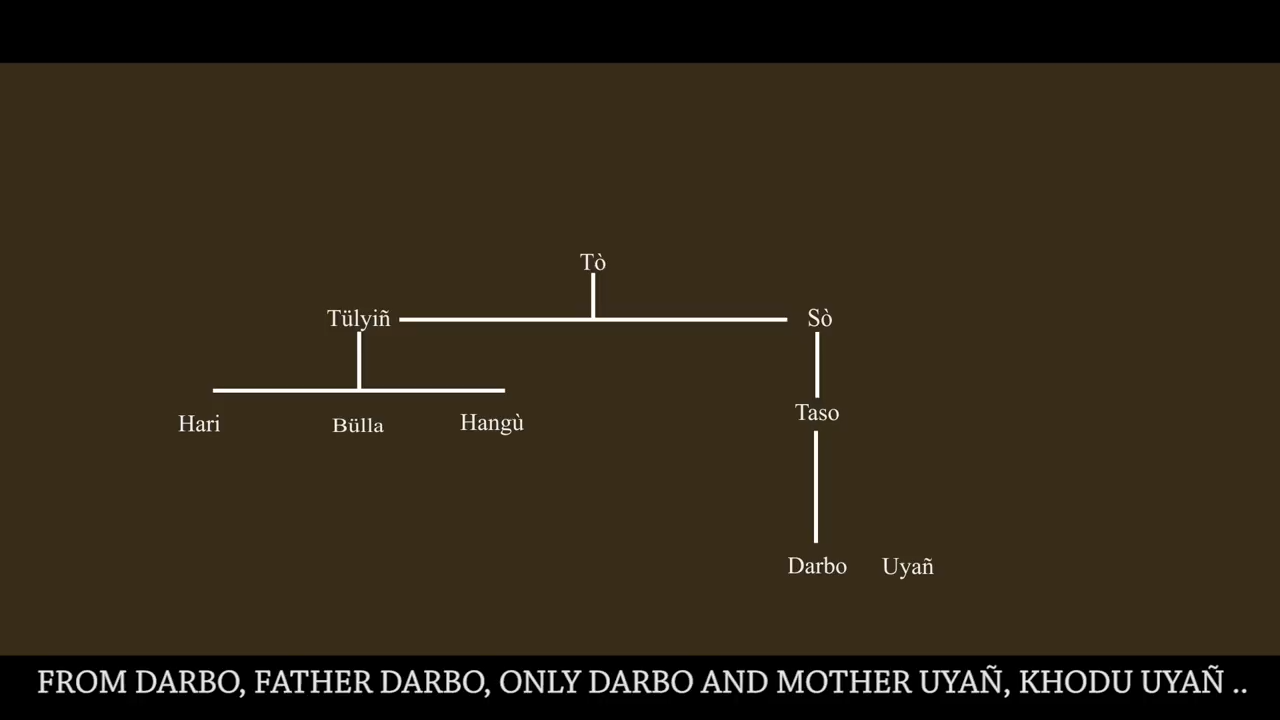 Tò
Tülyiñ Sò
Taso
Hari Bülla Hangù
Darbo Uyañ
FROM DARBO, FATHER DARBO, ONLY DARBO AND MOTHER UYAÑ, KHODU UYAÑ ..